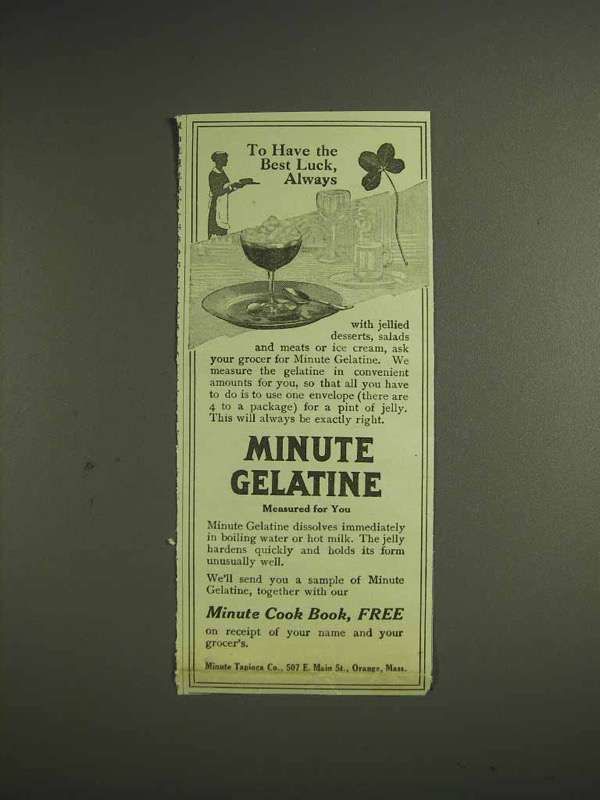 To Have the
Best Luck,
Always
with jellied
desserts, salads
and meats or ice cream, ask
your grocer for Minute Gelatine. We
measure the gelatine in convenient
amounts for you, so that all you have
to do is to use one envelope (there are
4 to a package) for a pint of jelly.
This will always be exactly right.
MINUTE
GELATINE
Measured for You
Minute Gelatine dissolves immediately
in boiling water or hot milk. The jelly
hardens quickly and holds its form
unusually well.
We'll send you a sample of Minute
Gelatine, together with our
Minute Cook Book, FREE
on receipt of your name and your
grocer's.
Minute Tapioca Co., 507 E. Main St., Orange, Mass.